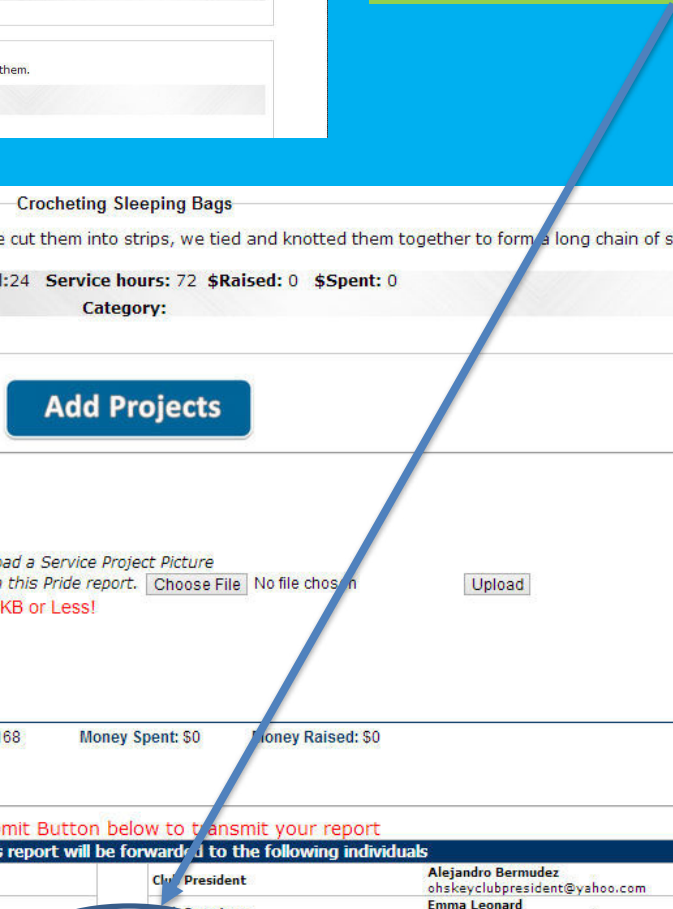 them.
Crocheting Sleeping Bags
e cut them into strips, we tied and knotted them together to form a long chain of s
:24 Service hours: 72 $Raised: 0 $Spent: 0
Category:
Add Projects
oad a Service Project Picture
this Pride report. Choose File No file chosen Upload
KB or Less!
168 Money Spent: $0 Money Raised: $0
mit Button below to transmit your report
s report will be forwarded to the following individuals
Club President Alejandro Bermudez
ohskeyclubpresident@yahoo.com
Emma Leonard